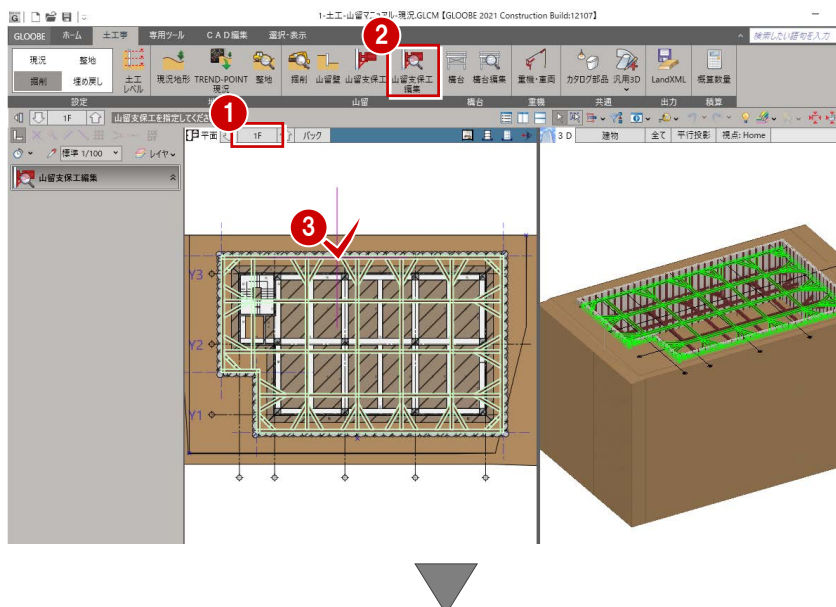 1-土工-山留マニュアル-現況.GLCM【GLOOBE 2021 Construction Build:12107】
GLOOBE ホーム 土工事 専用ツール CAD編集 選択・表示 検索したい語句を入力
2
現況 整地
掘削 埋め戻し
土工レベル
現況地形 TREND-POINT現況 整地 掘削 山留壁 山留支保工 山留支保工編集 構台 構台編集 重機・車両 カタログ部品 汎用3D LandXML 概算数量
設定 山留 構台 重機 共通 出力 積算
1F 山留支保工を指定してくださ
1
平面 1F バック 3D 建物 全て 平行投影 視点: Home
標準 1/100 レイヤ
山留支保工編集
3
Y3
Y2
Y1